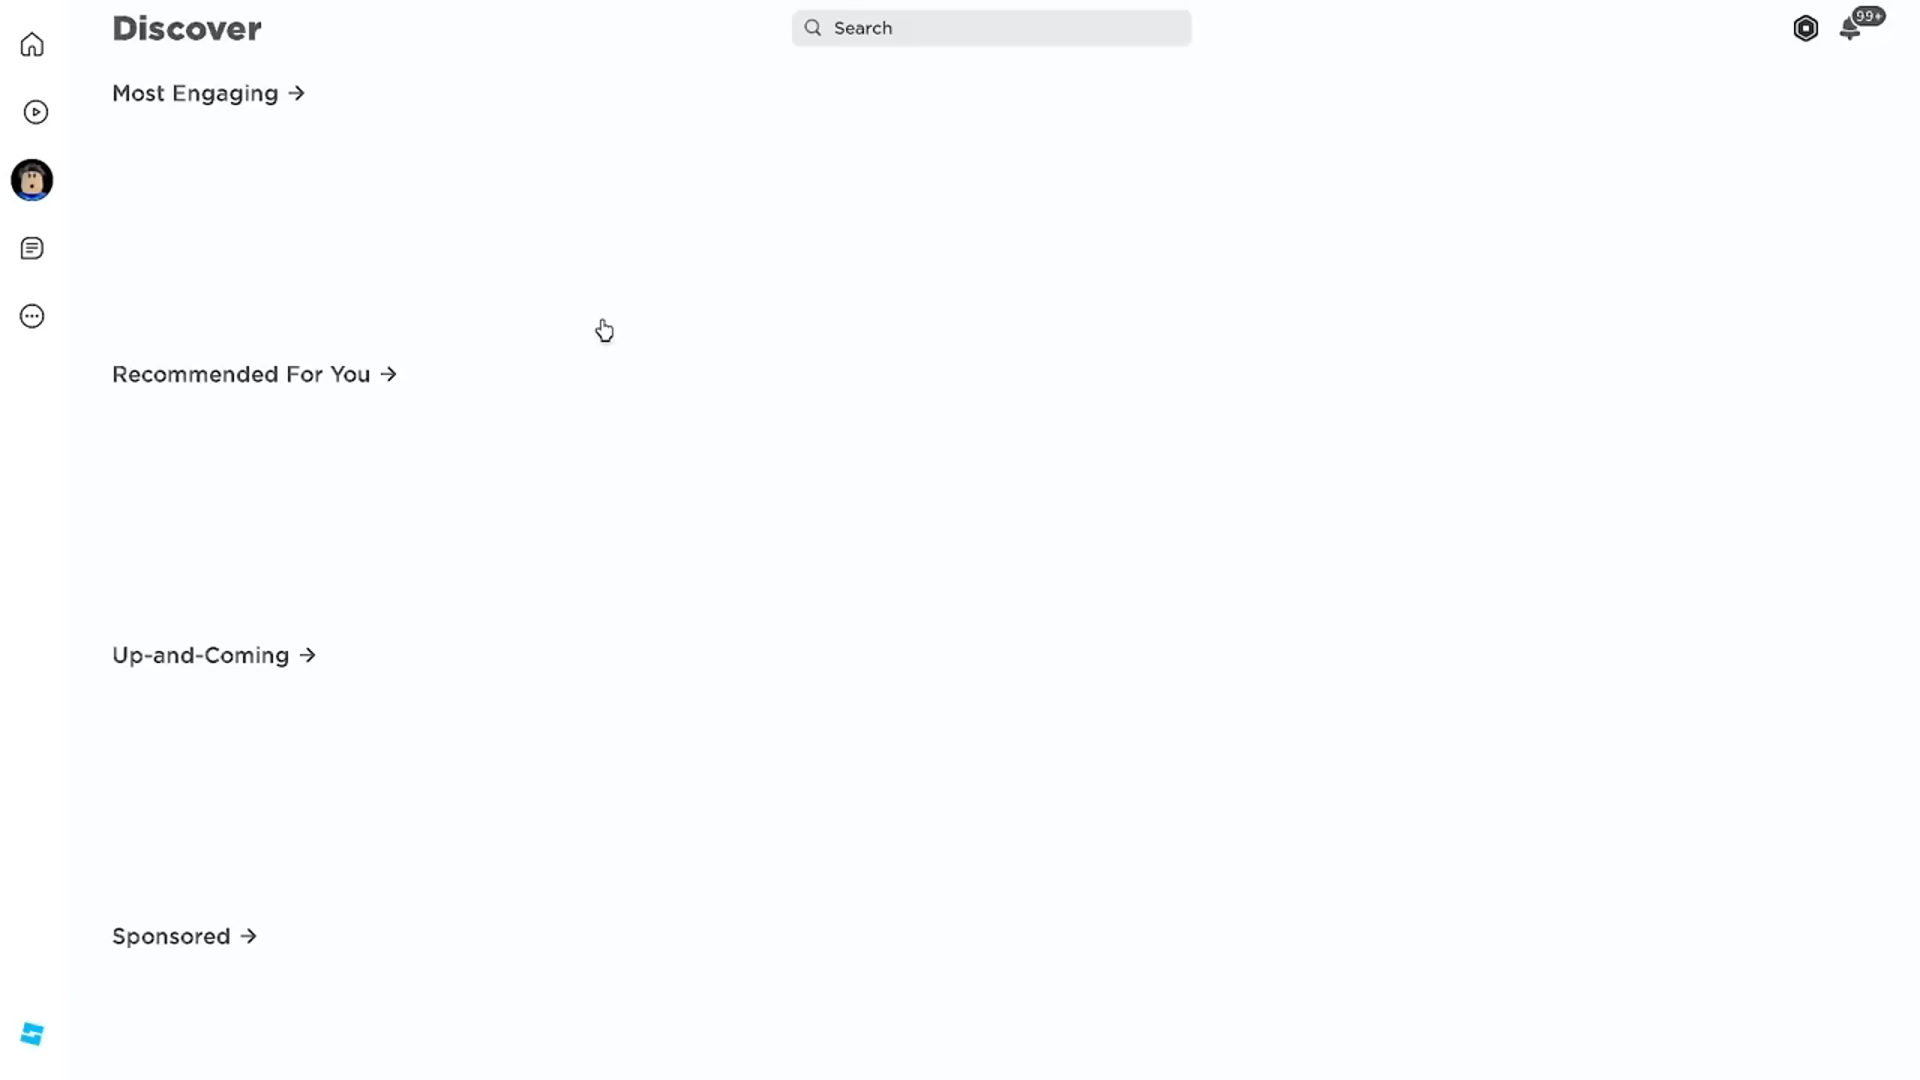 Discover
Search
99+
Most Engaging →
Recommended For You →
Up-and-Coming →
Sponsored →